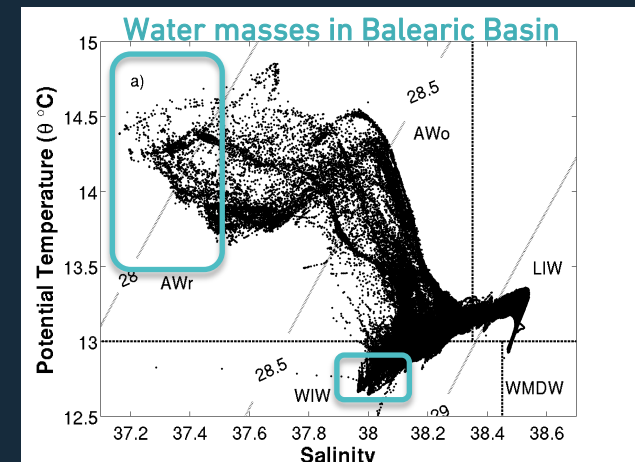 Water masses in Balearic Basin
15
14.5
14
13.5
13
12.5
Potential Temperature (θ °C)
a)
28.5
AWo
28
AWr
LIW
28.5
WIW
WMDW
29
37.2 37.4 37.6 37.8 38 38.2 38.4 38.6
Salinity